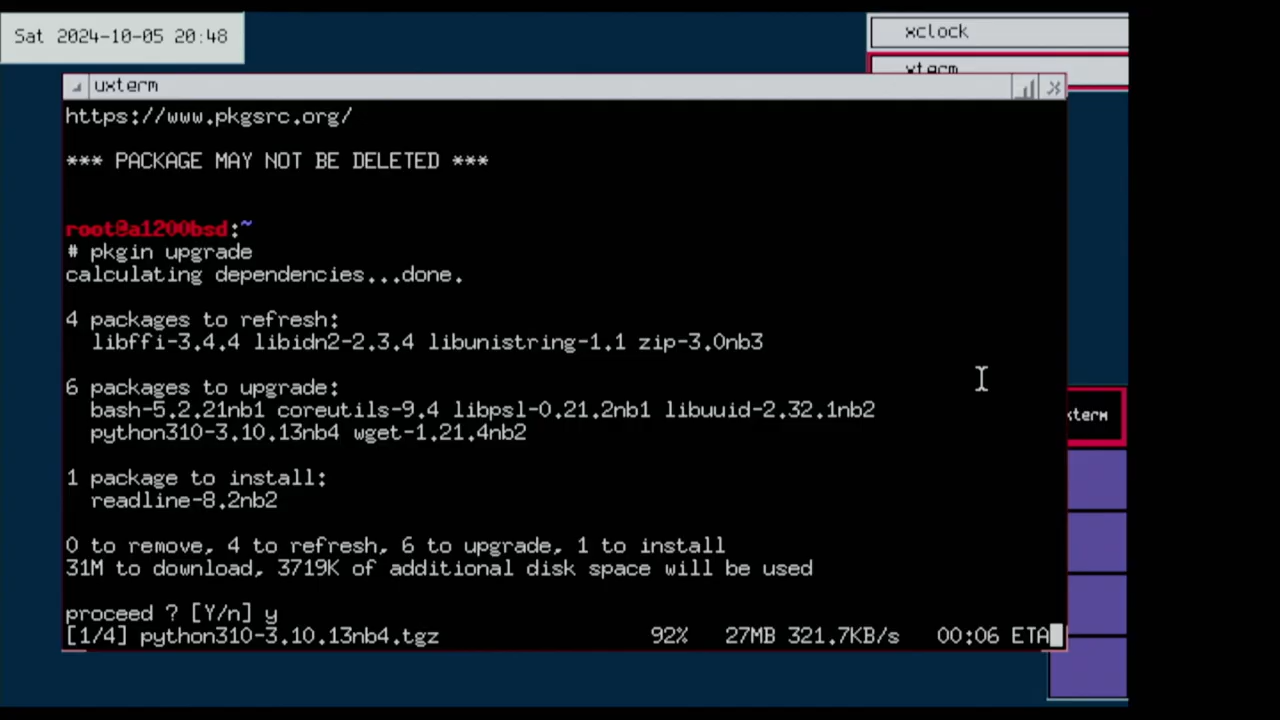 Sat 2024-10-05 20:48
xclock
xterm
uxterm
https://www.pkgsrc.org/
*** PACKAGE MAY NOT BE DELETED ***
root@a1200bsd:~
# pkgin upgrade
calculating dependencies...done.
4 packages to refresh:
libffi-3.4.4 libidn2-2.3.4 libunistring-1.1 zip-3.0nb3
6 packages to upgrade:
bash-5.2.21nb1 coreutils-9.4 libpsl-0.21.2nb1 libuuid-2.32.1nb2
python310-3.10.13nb4 wget-1.21.4nb2
xterm
1 package to install:
readline-8.2nb2
0 to remove, 4 to refresh, 6 to upgrade, 1 to install
31M to download, 3719K of additional disk space will be used
proceed ? [Y/n] y
[1/4] python310-3.10.13nb4.tgz 92% 27MB 321.7KB/s 00:06 ETA